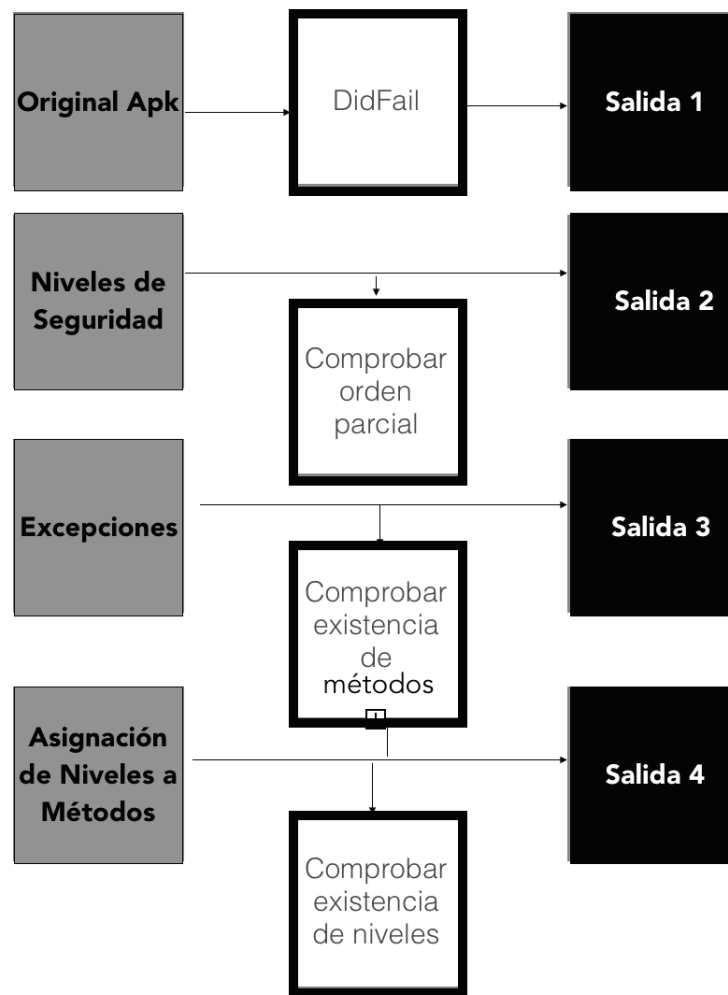 Original Apk
DidFail
Salida 1
Niveles de
Seguridad
Salida 2
Comprobar
orden
parcial
Excepciones
Salida 3
Comprobar
existencia
de
métodos
Asignación
de Niveles a
Métodos
Salida 4
Comprobar
existencia
de niveles